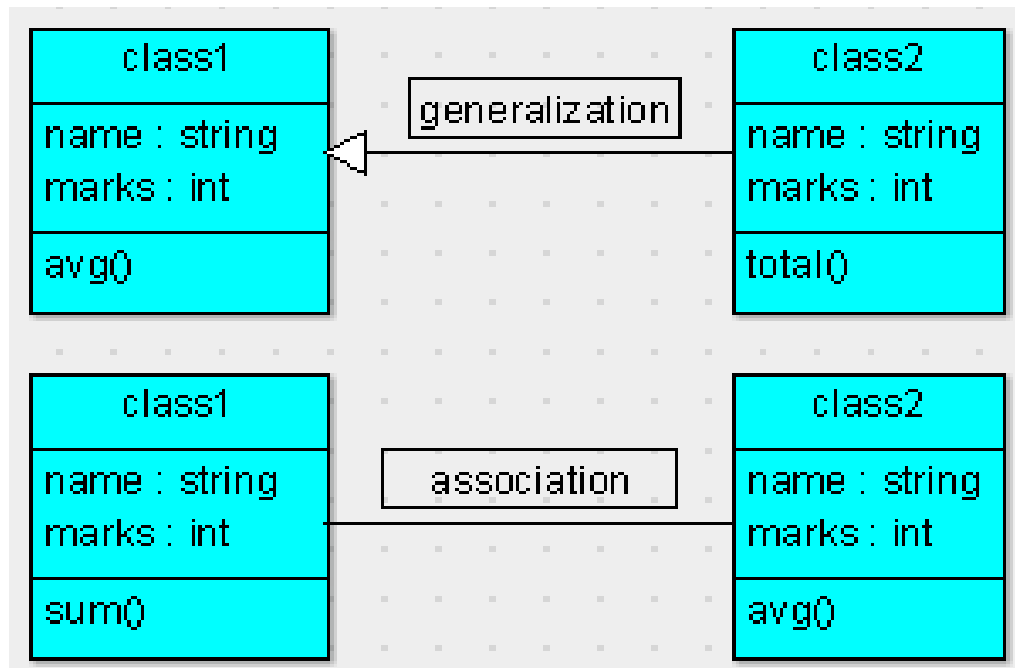 class1
name : string
marks : int
avg()
generalization
class2
name : string
marks : int
total()
class1
name : string
marks : int
sum()
association
class2
name : string
marks : int
avg()